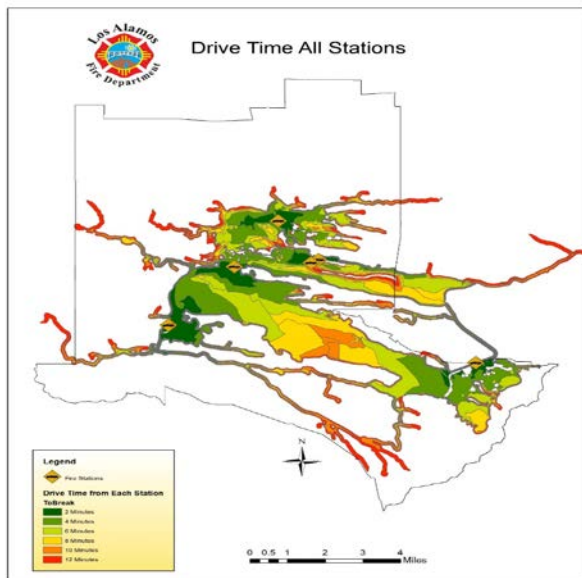 Los Alamos
Fire Department
Drive Time All Stations
N
Legend
Fire Stations
Drive Time from Each Station
ToBreak
2 Minutes
4 Minutes
6 Minutes
8 Minutes
10 Minutes
12 Minutes
0 0.5 1 2 3 4
Miles